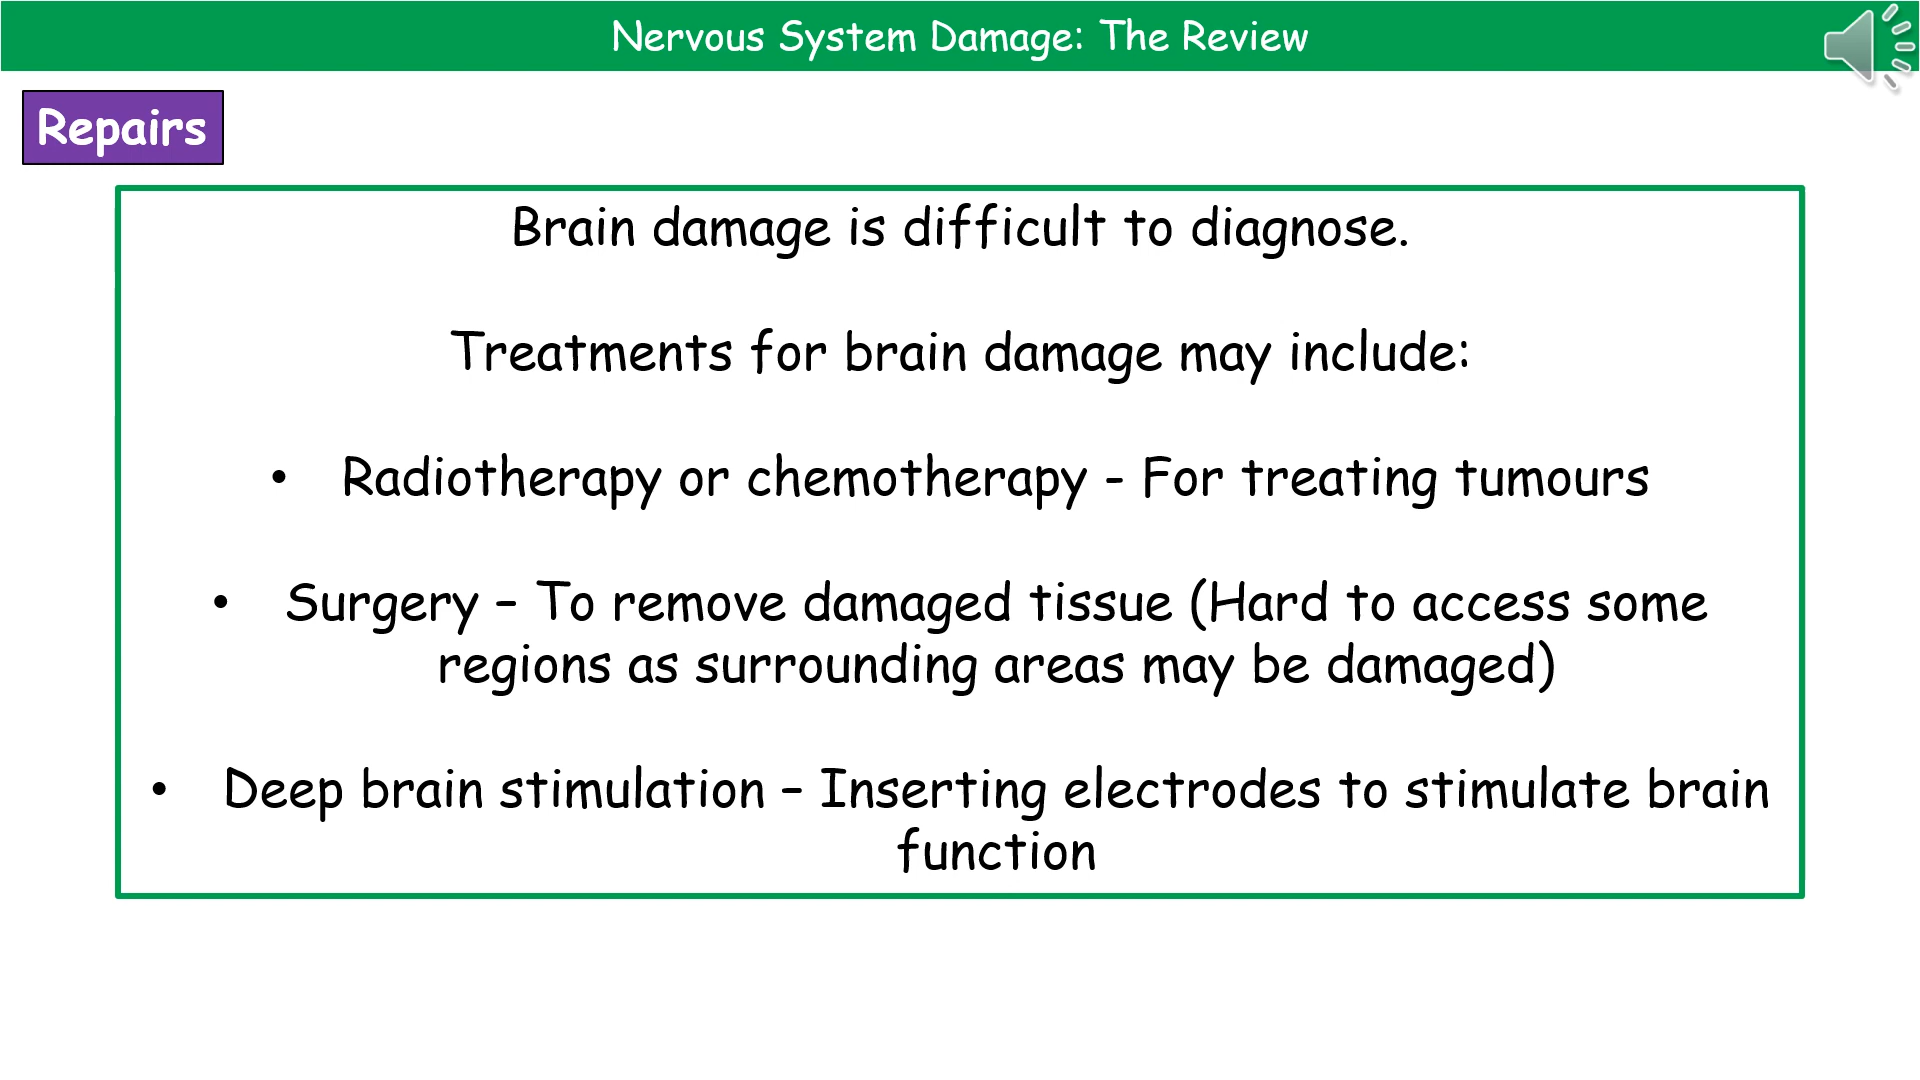 Nervous System Damage: The Review
Repairs
Brain damage is difficult to diagnose.
Treatments for brain damage may include:
• Radiotherapy or chemotherapy - For treating tumours
• Surgery – To remove damaged tissue (Hard to access some
regions as surrounding areas may be damaged)
• Deep brain stimulation – Inserting electrodes to stimulate brain
function